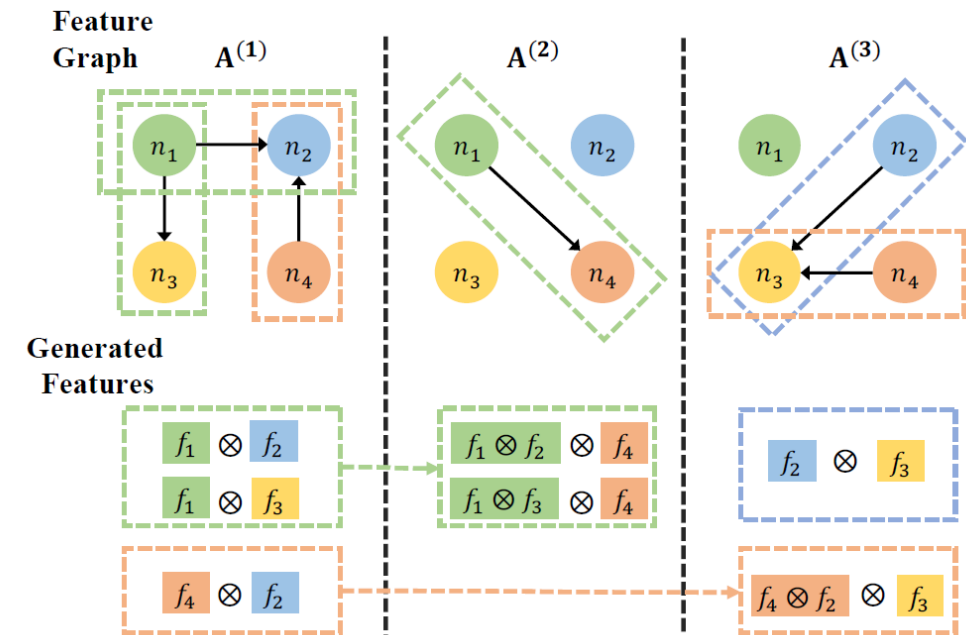 Feature
Graph A⁽¹⁾ A⁽²⁾ A⁽³⁾
n₁ n₂ n₁ n₂ n₁ n₂
n₃ n₄ n₃ n₄ n₃ n₄
Generated
Features
f₁ ⊗ f₂ f₁ ⊗ f₂ ⊗ f₄ f₂ ⊗ f₃
f₁ ⊗ f₃ f₁ ⊗ f₃ ⊗ f₄
f₄ ⊗ f₂ f₄ ⊗ f₂ ⊗ f₃